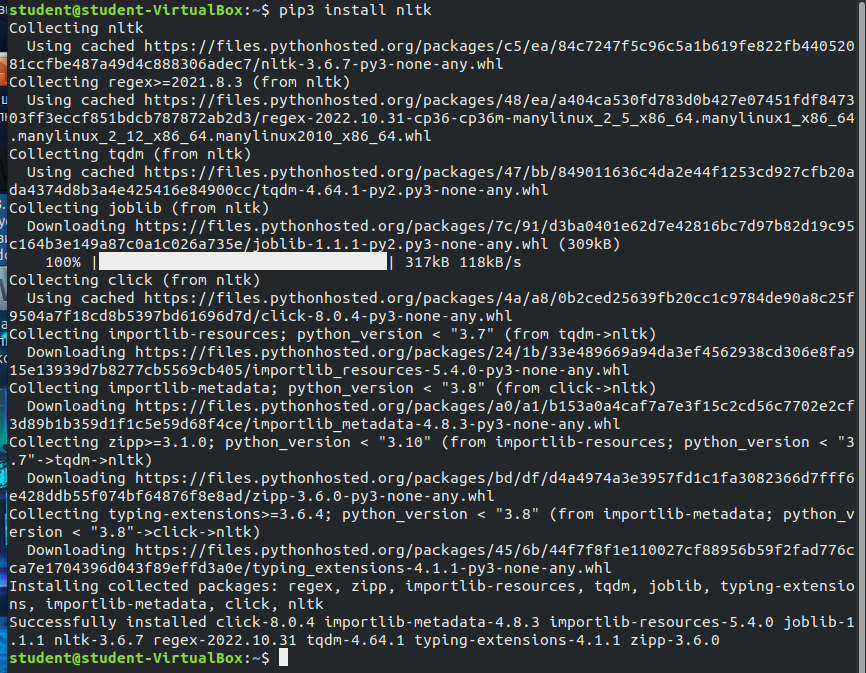 student@student-VirtualBox:~$ pip3 install nltk
Collecting nltk
  Using cached https://files.pythonhosted.org/packages/c5/ea/84c7247f5c96c5a1b619fe822fb440520
81ccfbe487a49d4c888306adec7/nltk-3.6.7-py3-none-any.whl
Collecting regex>=2021.8.3 (from nltk)
  Using cached https://files.pythonhosted.org/packages/48/ea/a404ca530fd783d0b427e07451fdf8473
03ff3eccf851bdcb787872ab2d3/regex-2022.10.31-cp36-cp36m-manylinux_2_5_x86_64.manylinux1_x86_64
.manylinux_2_12_x86_64.manylinux2010_x86_64.whl
Collecting tqdm (from nltk)
  Using cached https://files.pythonhosted.org/packages/47/bb/849011636c4da2e44f1253cd927cfb20a
da4374d8b3a4e425416e84900cc/tqdm-4.64.1-py2.py3-none-any.whl
Collecting joblib (from nltk)
  Downloading https://files.pythonhosted.org/packages/7c/91/d3ba0401e62d7e42816bc7d97b82d19c95
c164b3e149a87c0a1c026a735e/joblib-1.1.1-py2.py3-none-any.whl (309kB)
    100% || 317kB 118kB/s
Collecting click (from nltk)
  Using cached https://files.pythonhosted.org/packages/4a/a8/0b2ced25639fb20cc1c9784de90a8c25f
9504a7f18cd8b5397bd61696d7d/click-8.0.4-py3-none-any.whl
Collecting importlib-resources; python_version < "3.7" (from tqdm->nltk)
  Downloading https://files.pythonhosted.org/packages/24/1b/33e489669a94da3ef4562938cd306e8fa9
15e13939d7b8277cb5569cb405/importlib_resources-5.4.0-py3-none-any.whl
Collecting importlib-metadata; python_version < "3.8" (from click->nltk)
  Downloading https://files.pythonhosted.org/packages/a0/a1/b153a0a4caf7a7e3f15c2cd56c7702e2cf
3d89b1b359d1f1c5e59d68f4ce/importlib_metadata-4.8.3-py3-none-any.whl
Collecting zipp>=3.1.0; python_version < "3.10" (from importlib-resources; python_version < "3
.7"->tqdm->nltk)
  Downloading https://files.pythonhosted.org/packages/bd/df/d4a4974a3e3957fd1c1fa3082366d7fff6
e428ddb55f074bf64876f8e8ad/zipp-3.6.0-py3-none-any.whl
Collecting typing-extensions>=3.6.4; python_version < "3.8" (from importlib-metadata; python_v
ersion < "3.8"->click->nltk)
  Downloading https://files.pythonhosted.org/packages/45/6b/44f7f8f1e110027cf88956b59f2fad776c
ca7e1704396d043f89effd3a0e/typing_extensions-4.1.1-py3-none-any.whl
Installing collected packages: regex, zipp, importlib-resources, tqdm, joblib, typing-extensio
ns, importlib-metadata, click, nltk
Successfully installed click-8.0.4 importlib-metadata-4.8.3 importlib-resources-5.4.0 joblib-1
.1.1 nltk-3.6.7 regex-2022.10.31 tqdm-4.64.1 typing-extensions-4.1.1 zipp-3.6.0
student@student-VirtualBox:~$